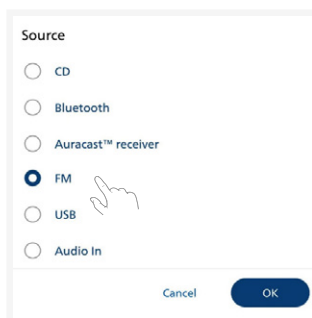 Source
CD
Bluetooth
Auracast™ receiver
FM
USB
Audio In
Cancel OK